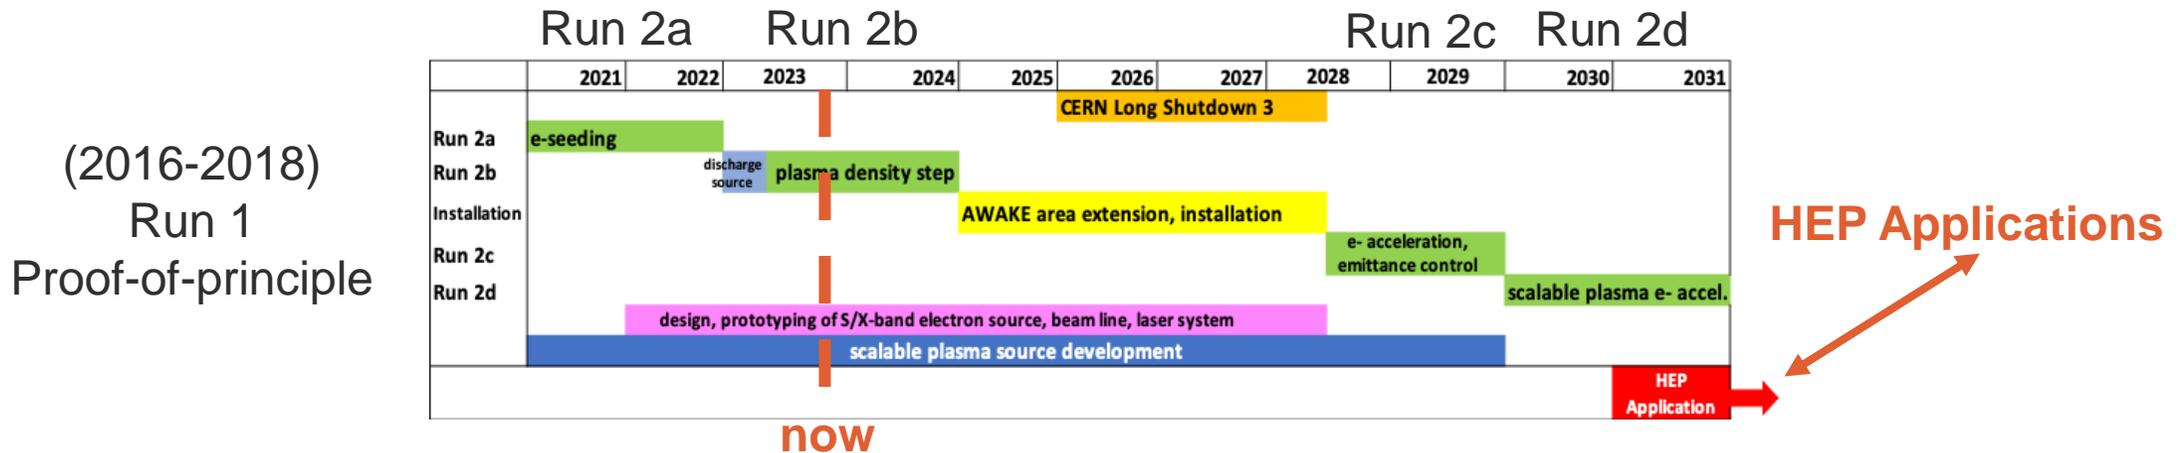 Run 2a Run 2b Run 2c Run 2d
2021 2022 2023 2024 2025 2026 2027 2028 2029 2030 2031
CERN Long Shutdown 3
Run 2a e-seeding
Run 2b discharge source plasma density step
Installation AWAKE area extension, installation
Run 2c e- acceleration,
emittance control
Run 2d scalable plasma e- accel.
design, prototyping of S/X-band electron source, beam line, laser system
scalable plasma source development
HEP
Application
now
(2016-2018)
Run 1
Proof-of-principle
HEP Applications